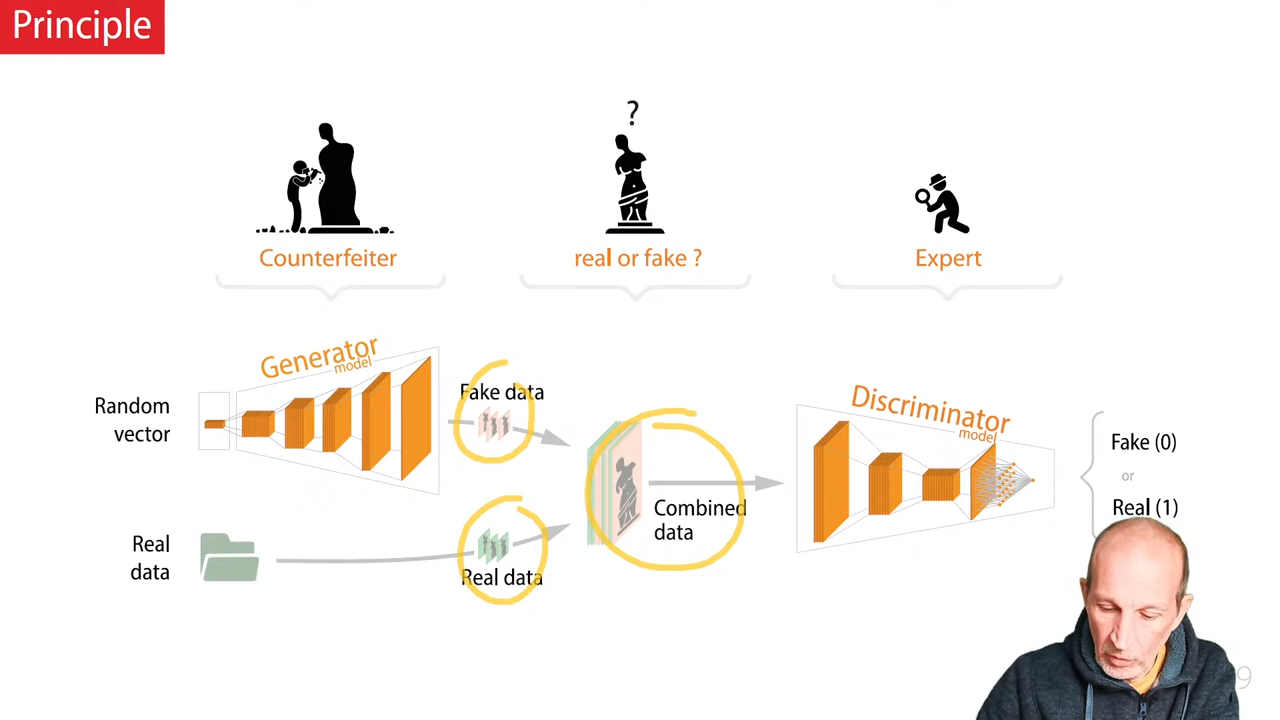 Principle
?
Counterfeiter
real or fake ?
Expert
Generator
model
Fake data
Random
vector
Discriminator
model
Fake (0)
or
Real (1)
Combined
data
Real
data
Real data
9